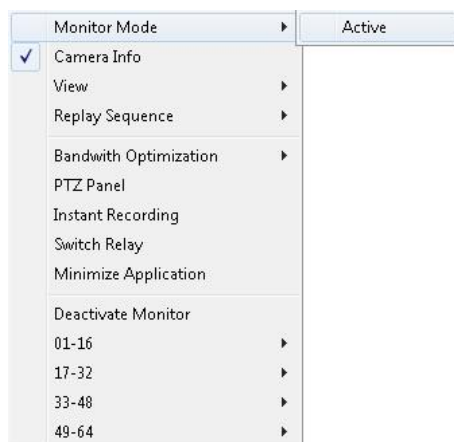 Monitor Mode
Active
Camera Info
View
Replay Sequence
Bandwith Optimization
PTZ Panel
Instant Recording
Switch Relay
Minimize Application
Deactivate Monitor
01-16
17-32
33-48
49-64